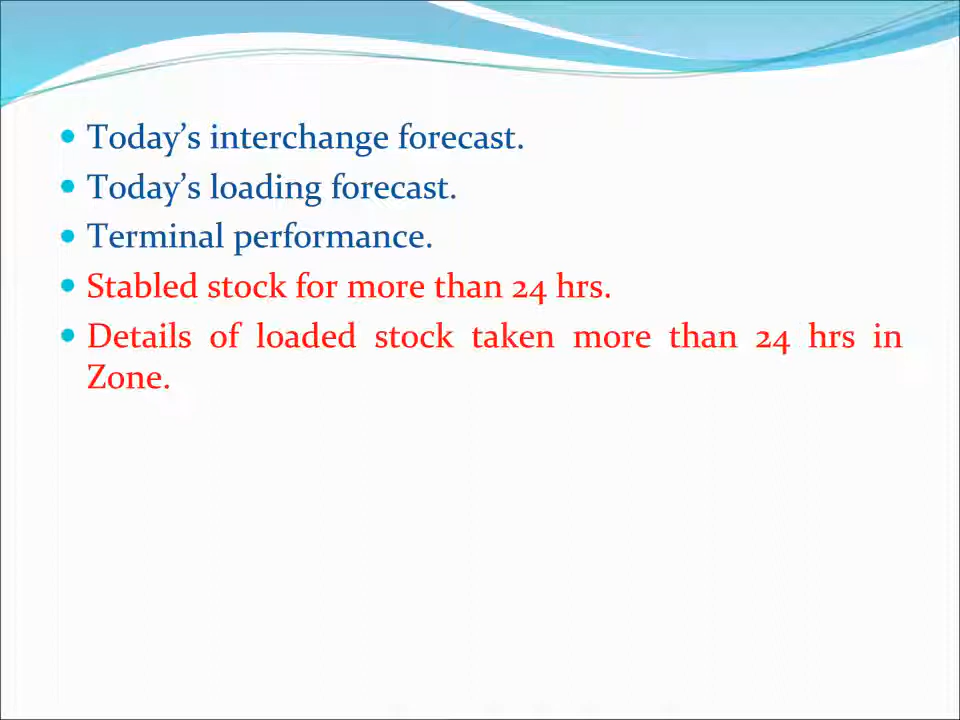 • Today’s interchange forecast.
• Today’s loading forecast.
• Terminal performance.
• Stabled stock for more than 24 hrs.
• Details of loaded stock taken more than 24 hrs in
Zone.